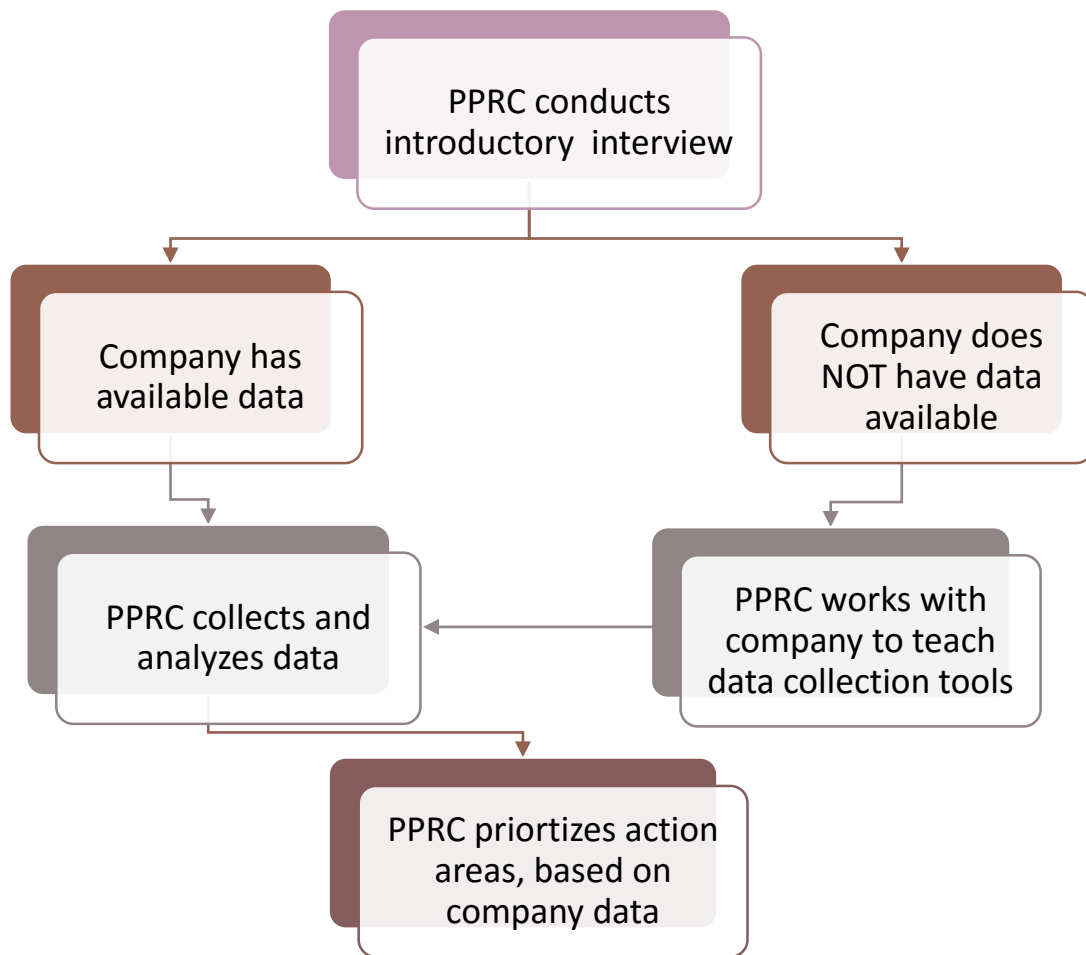 PPRC conducts
introductory  interview
Company has
available data
Company does
NOT have data
available
PPRC collects and
analyzes data
PPRC works with
company to teach
data collection tools
PPRC priortizes action
areas, based on
company data